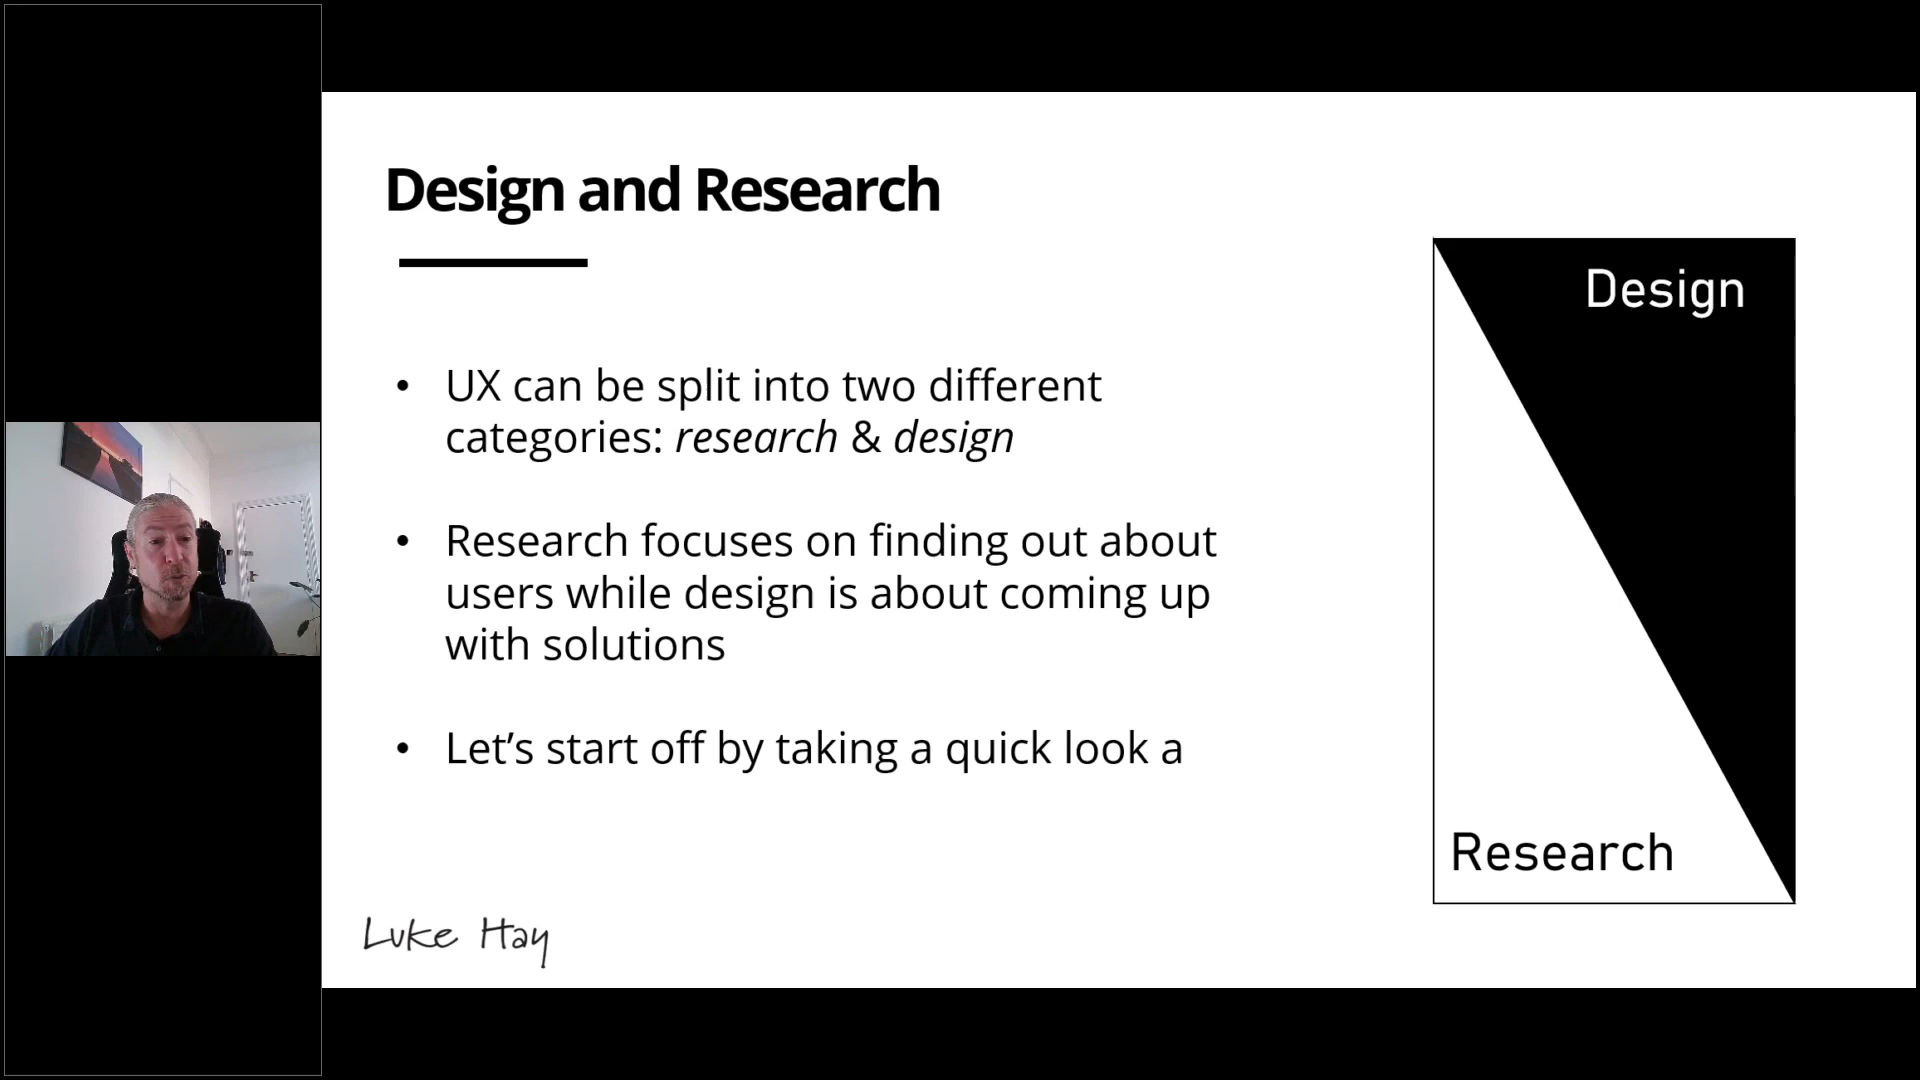 Design and Research
• UX can be split into two different
categories: research & design
• Research focuses on finding out about
users while design is about coming up
with solutions
• Let’s start off by taking a quick look a
Design
Research
Luke Hay